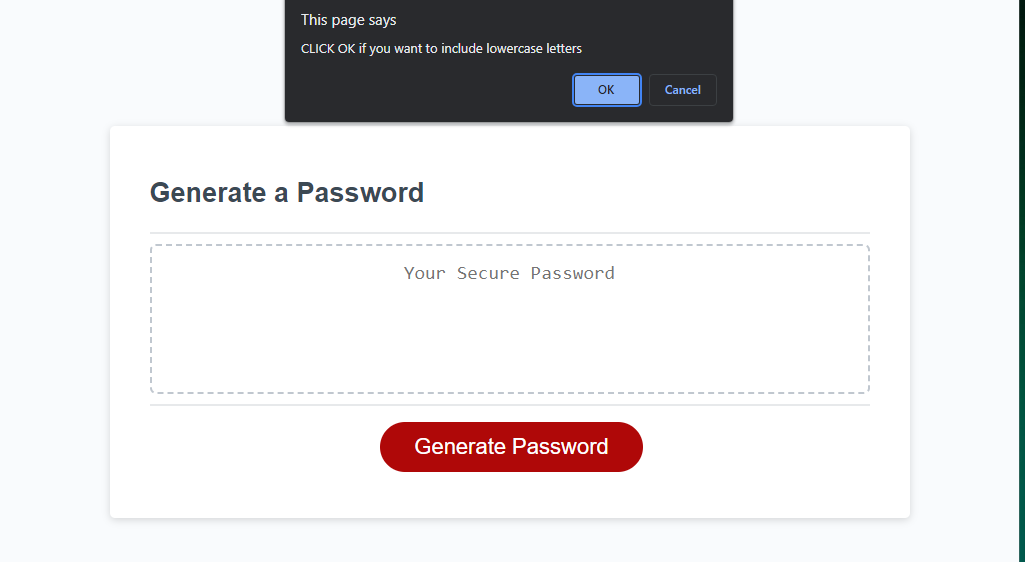 This page says
CLICK OK if you want to include lowercase letters
OK Cancel
Generate a Password
Your Secure Password
Generate Password